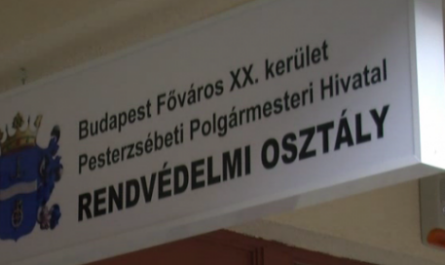 Budapest Főváros XX. kerület
Pesterzsébeti Polgármesteri Hivatal
RENDVÉDELMI OSZTÁLY